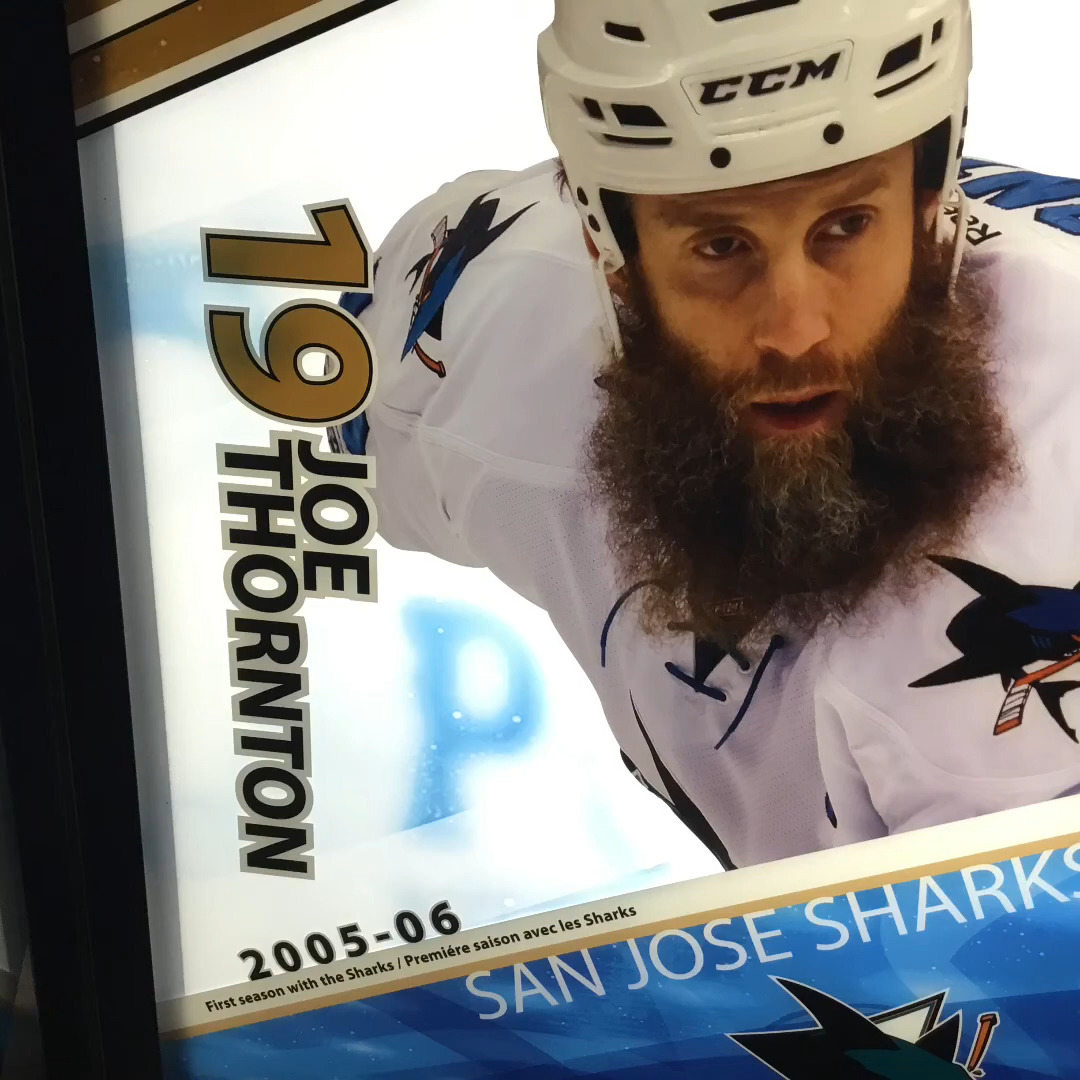 CCM
19
JOE
THORNTON
2005-06
First season with the Sharks / Premiére saison avec les Sharks
SAN JOSE SHARKS